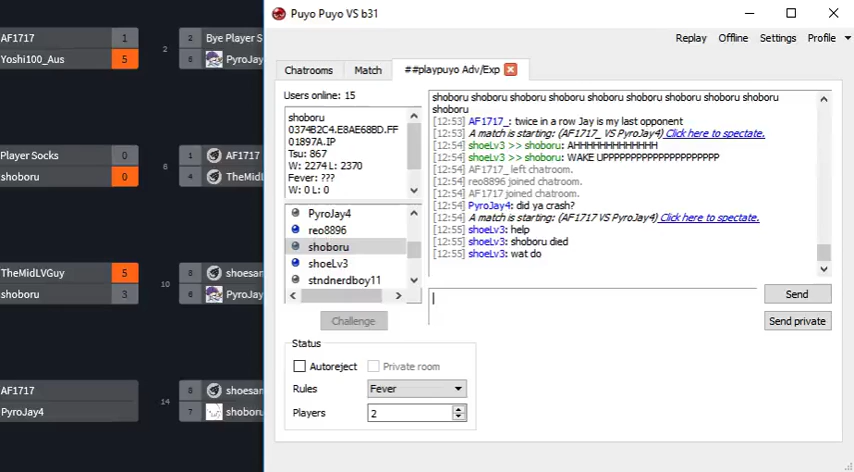 AF1717 1
Yoshi100_Aus 5
2
2 Bye Player S
5 PyroJay
Player Socks 0
shoboru 0
6
1 AF1717
4 TheMidL
TheMidLVGuy 5
shoboru 3
10
8 shoesan
6 PyroJay
AF1717
PyroJay4
14
6 shoesan
7 shoboru
Puyo Puyo VS b31
Replay Offline Settings Profile
Chatrooms Match ##playpuyo Adv/Exp
Users online: 15
shoboru
0374B2C4.E8AE68BD.FF
01897A.IP
Tsu: 867
W: 2274 L: 2370
Fever: ???
W: 0 L: 0
PyroJay4
reo8896
shoboru
shoeLv3
stndnerdboy11
Challenge
shoboru shoboru shoboru shoboru shoboru shoboru shoboru shoboru shoboru
shoboru
[12:53] AF1717_: twice in a row Jay is my last opponent
[12:53] A match is starting: (AF1717_ VS PyroJay4) Click here to spectate.
[12:54] shoeLv3 >> shoboru: AHHHHHHHHHHHHH
[12:54] shoeLv3 >> shoboru: WAKE UPPPPPPPPPPPPPPPPPPPP
[12:54] AF1717_ left chatroom.
[12:54] reo8896 joined chatroom.
[12:54] AF1717 joined chatroom.
[12:54] PyroJay4: did ya crash?
[12:54] A match is starting: (AF1717 VS PyroJay4) Click here to spectate.
[12:55] shoeLv3: help
[12:55] shoeLv3: shoboru died
[12:55] shoeLv3: wat do
Send
Send private
Status
Autoreject Private room
Rules Fever
Players 2